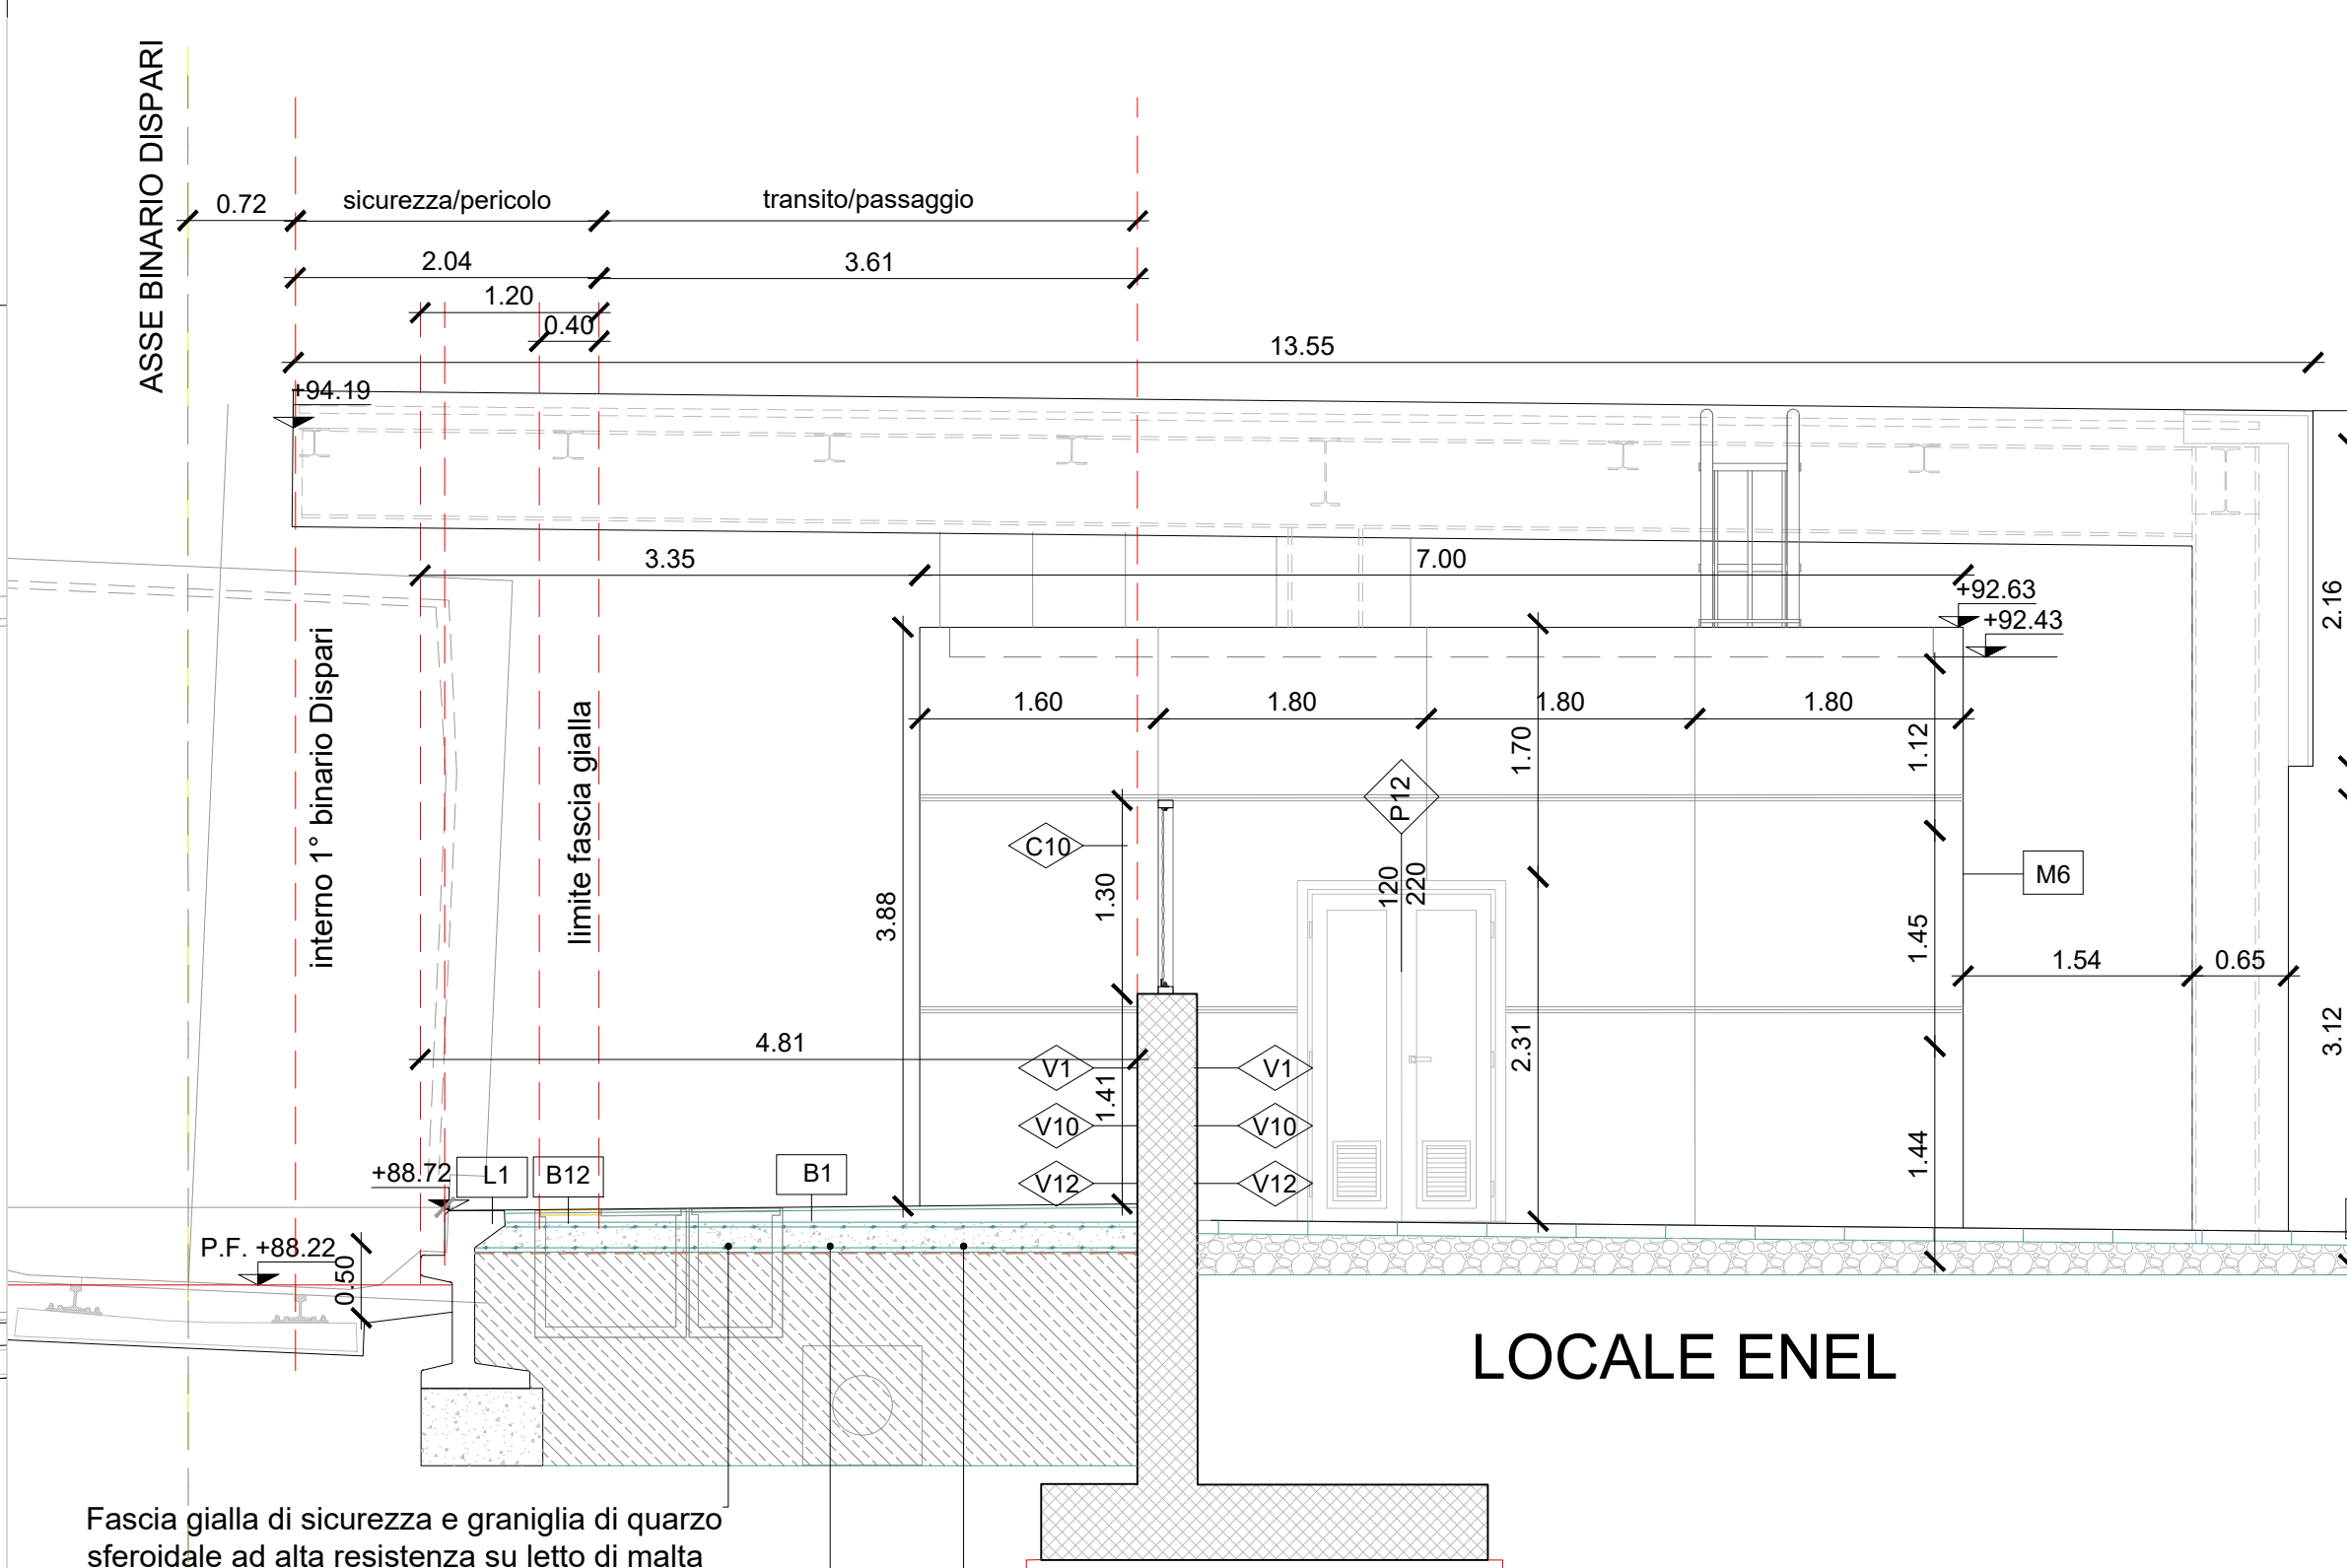 ASSE BINARIO DISPARI
0.72
sicurezza/pericolo
transito/passaggio
2.04
3.61
1.20
0.40
13.55
+94.19
3.35
7.00
+92.63
+92.43
2.16
interno 1° binario Dispari
limite fascia gialla
1.60
1.80
1.80
1.80
1.70
1.12
P12
C10
120
220
1.30
3.88
M6
1.45
1.54
0.65
3.12
4.81
2.31
V1
V1
1.41
V10
V10
1.44
+88.72
L1
B12
B1
V12
V12
P.F. +88.22
0.50
LOCALE ENEL
Fascia gialla di sicurezza e graniglia di quarzo
sferoidale ad alta resistenza su letto di malta